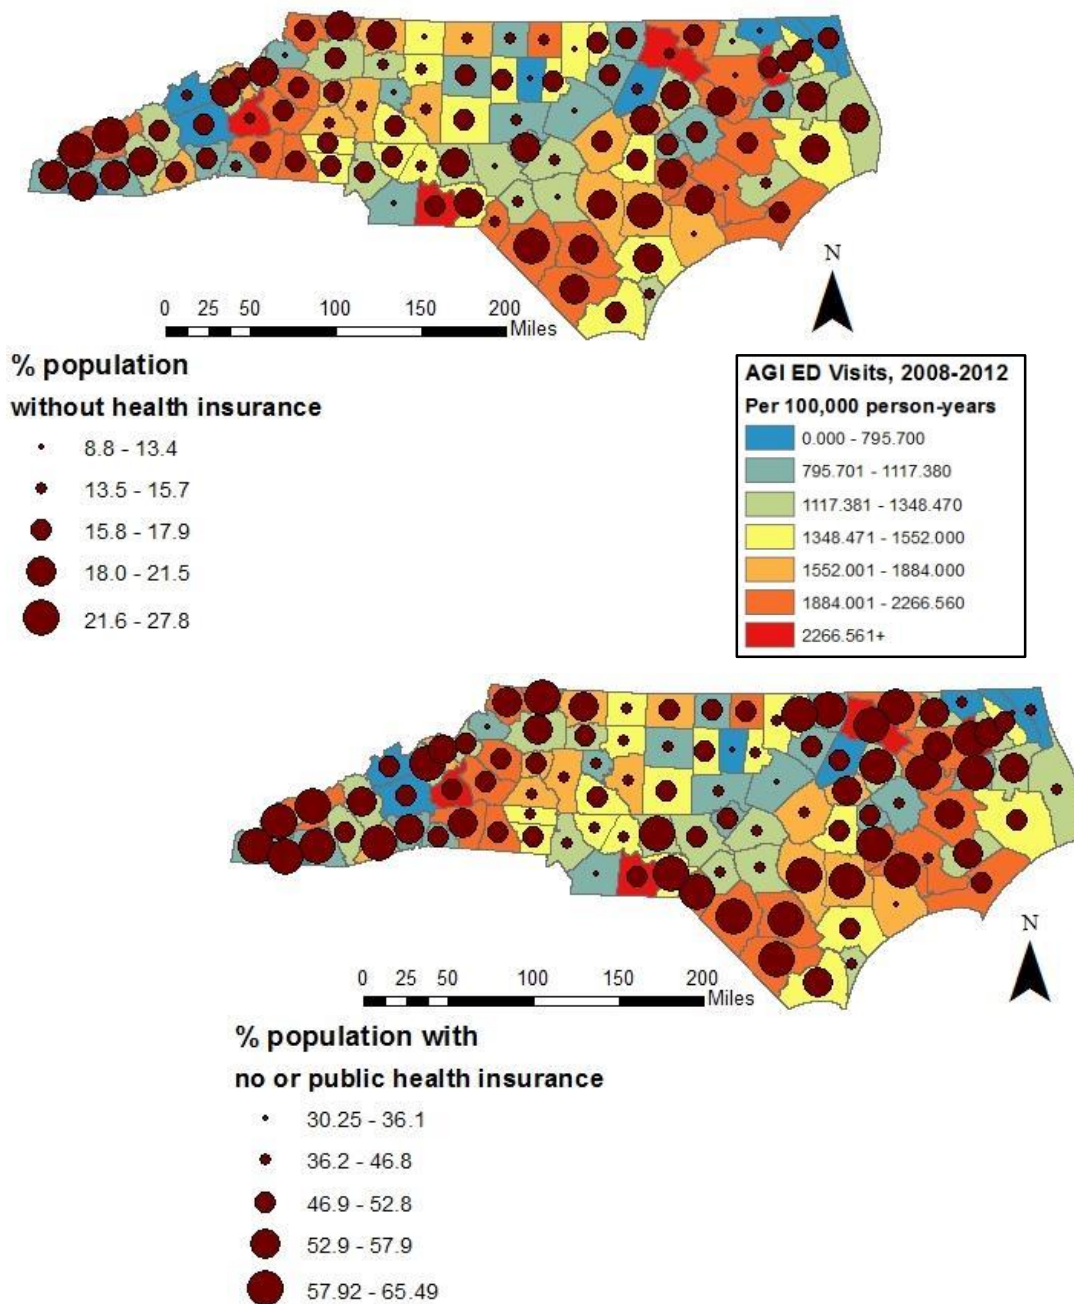 N
0 25 50 100 150 200
Miles
% population
without health insurance
8.8 - 13.4
13.5 - 15.7
15.8 - 17.9
18.0 - 21.5
21.6 - 27.8
AGI ED Visits, 2008-2012
Per 100,000 person-years
0.000 - 795.700
795.701 - 1117.380
1117.381 - 1348.470
1348.471 - 1552.000
1552.001 - 1884.000
1884.001 - 2266.560
2266.561+
N
0 25 50 100 150 200
Miles
% population with
no or public health insurance
30.25 - 36.1
36.2 - 46.8
46.9 - 52.8
52.9 - 57.9
57.92 - 65.49